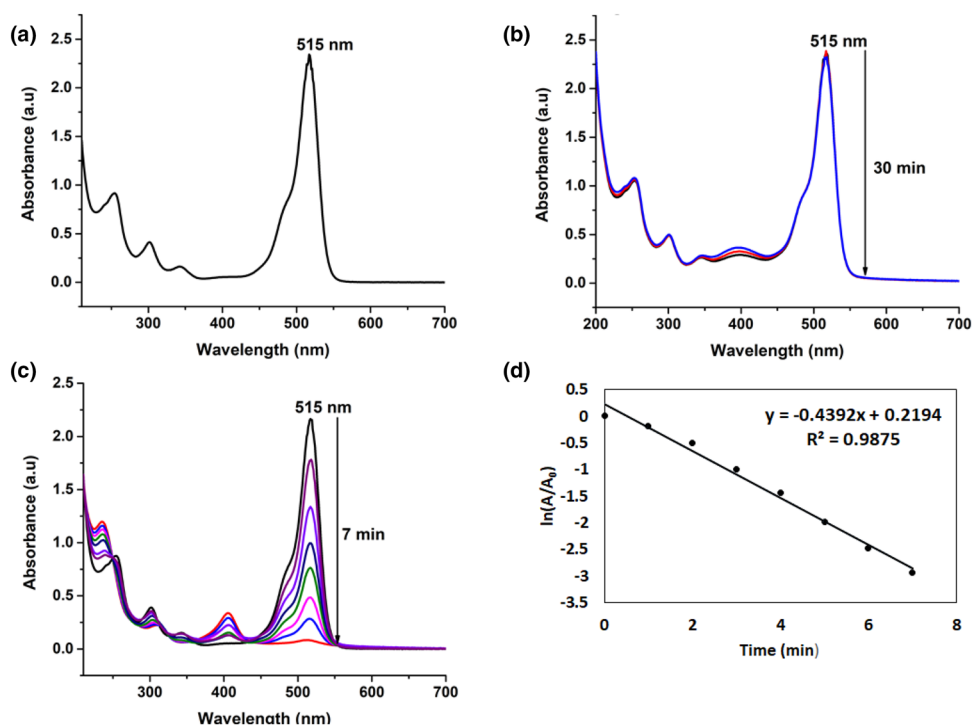 (a)
515 nm
2.5
2.0
1.5
1.0
0.5
0.0
Absorbance (a.u)
300
400
500
600
700
Wavelength (nm)
(b)
515 nm
30 min
2.5
2.0
1.5
1.0
0.5
0.0
Absorbance (a.u)
200
300
400
500
600
700
Wavelength (nm)
(c)
515 nm
7 min
2.5
2.0
1.5
1.0
0.5
0.0
Absorbance (a.u)
300
400
500
600
700
Wavelength (nm)
(d)
y = -0.4392x + 0.2194
R² = 0.9875
0.5
0
-0.5
-1
-1.5
-2
-2.5
-3
-3.5
ln(A/A₀)
0
2
4
6
8
Time (min)